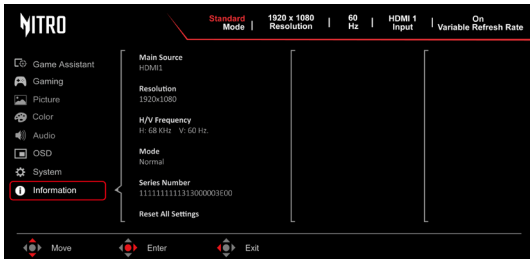 NITRO
Standard
Mode
1920 x 1080
Resolution
60
Hz
HDMI 1
Input
On
Variable Refresh Rate
Game Assistant
Gaming
Picture
Color
Audio
OSD
System
Information
Main Source
HDMI1
Resolution
1920x1080
H/V Frequency
H: 68 KHz V: 60 Hz.
Mode
Normal
Series Number
1111111111313000003E00
Reset All Settings
Move
Enter
Exit